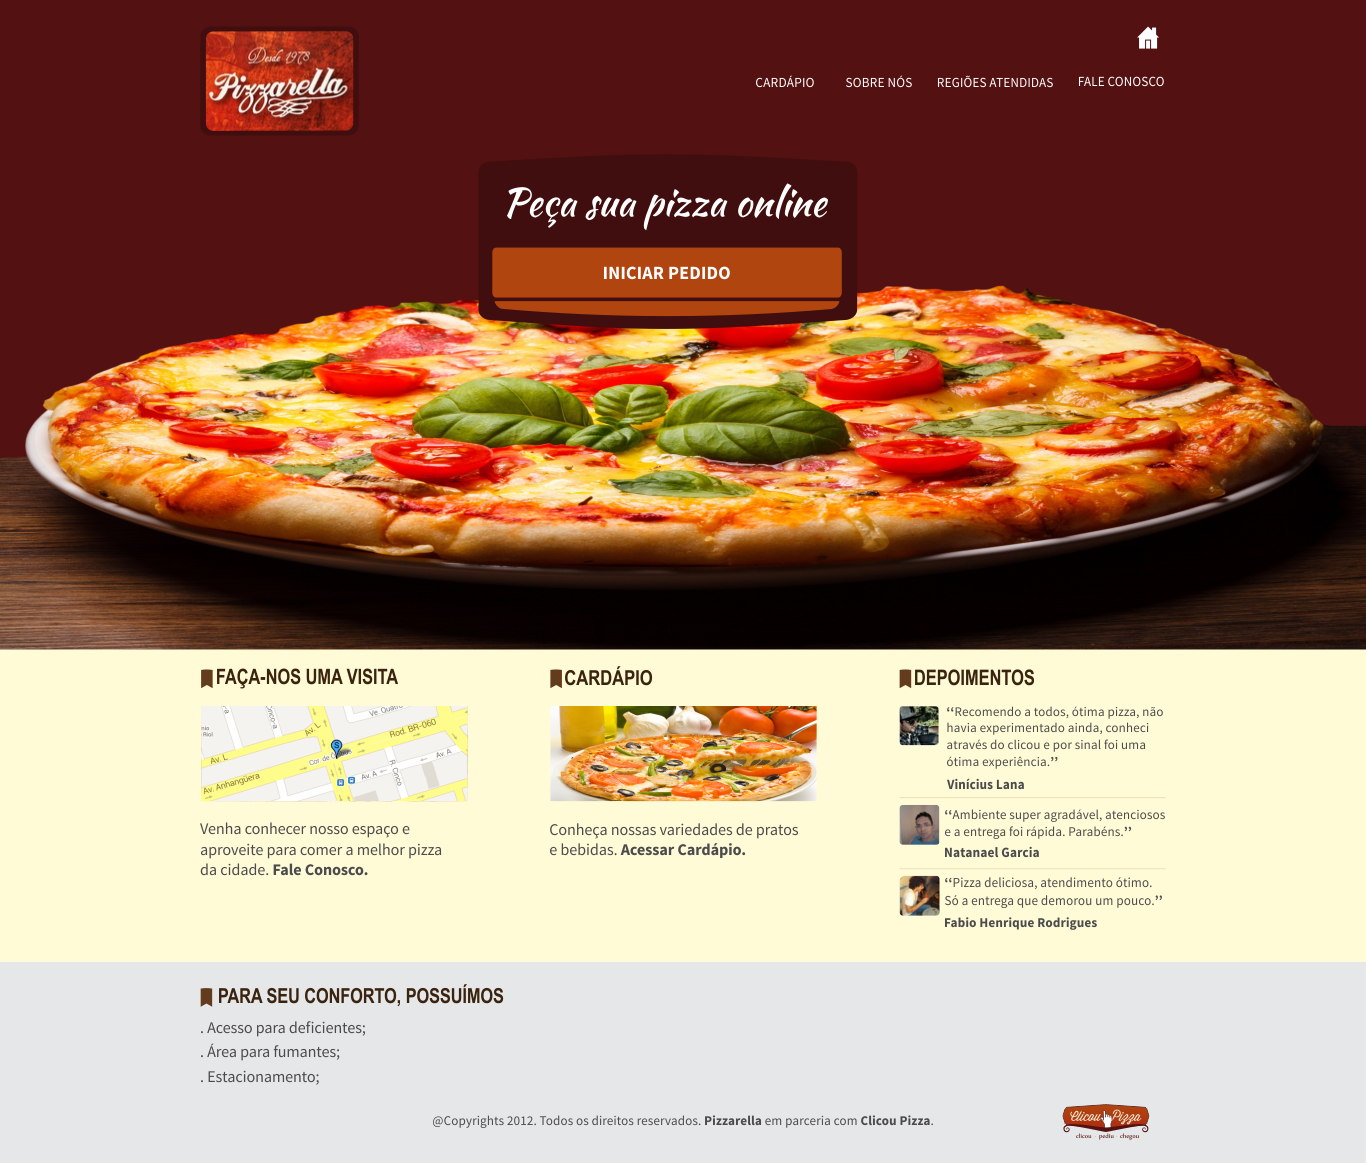 Desde 1978
Pizzarella
CARDÁPIO SOBRE NÓS REGIÕES ATENDIDAS FALE CONOSCO
Peça sua pizza online
INICIAR PEDIDO
FAÇA-NOS UMA VISITA
Av. L
Rod. BR-060
Av. L
Av. A
Av. A
R. Cinco
Av. Anhanguera
Venha conhecer nosso espaço e
aproveite para comer a melhor pizza
da cidade. Fale Conosco.
CARDÁPIO
Conheça nossas variedades de pratos
e bebidas. Acessar Cardápio.
DEPOIMENTOS
“Recomendo a todos, ótima pizza, não
havia experimentado ainda, conheci
através do clicou e por sinal foi uma
ótima experiência.”
Vinícius Lana
“Ambiente super agradável, atenciosos
e a entrega foi rápida. Parabéns.”
Natanael Garcia
“Pizza deliciosa, atendimento ótimo.
Só a entrega que demorou um pouco.”
Fabio Henrique Rodrigues
PARA SEU CONFORTO, POSSUÍMOS
. Acesso para deficientes;
. Área para fumantes;
. Estacionamento;
@Copyrights 2012. Todos os direitos reservados. Pizzarella em parceria com Clicou Pizza.
Clicou Pizza
clicou pediu chegou